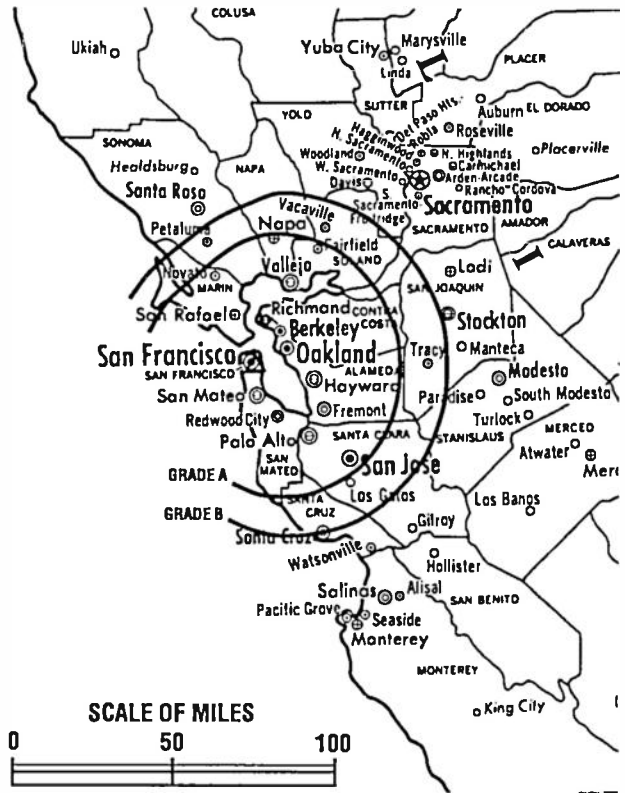 COLUSA
Ukiah
Marysville
Yuba City
Linda
PLACER
SUTTER
Auburn
EL DORADO
YOLO
Del Paso Hts.
Robla
Hagginwood
Roseville
SONOMA
N. Sacramento
N. Highlands
Placerville
NAPA
Woodland
Carmichael
Healdsburg
W. Sacramento
Arden-Arcade
Davis
Rancho-Cordova
Santa Rosa
S. Sacramento
Fruitridge
Sacramento
Vacaville
Napa
SACRAMENTO
AMADOR
Petaluma
Fairfield
CALAVERAS
SOLANO
Vallejo
Lodi
Novato
MARIN
SAN JOAQUIN
San Rafael
Richmond
CONTRA
COSTA
Stockton
Berkeley
Oakland
Manteca
San Francisco
Tracy
SAN FRANCISCO
ALAMEDA
Modesto
Hayward
San Mateo
Paradise
South Modesto
Redwood City
Fremont
Turlock
Palo Alto
SANTA CLARA
STANISLAUS
MERCED
SAN
MATEO
Atwater
San Jose
Merc
GRADE A
Los Gatos
SANTA
CRUZ
Los Banos
GRADE B
Santa Cruz
Gilroy
Watsonville
Hollister
Salinas
Alisal
SAN BENITO
Pacific Grove
Seaside
Monterey
MONTEREY
King City
SCALE OF MILES
0 50 100